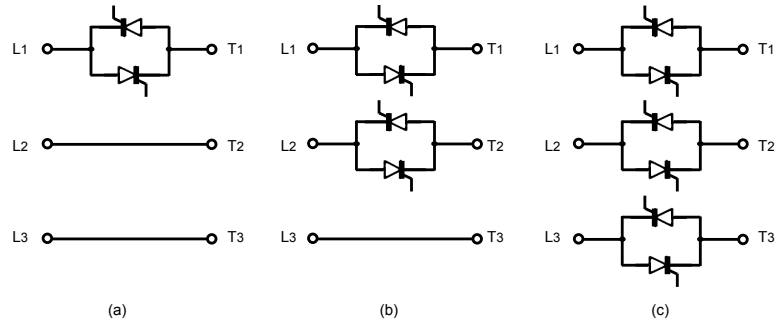 L1 T1 L1 T1 L1 T1
L2 T2 L2 T2 L2 T2
L3 T3 L3 T3 L3 T3
(a) (b) (c)